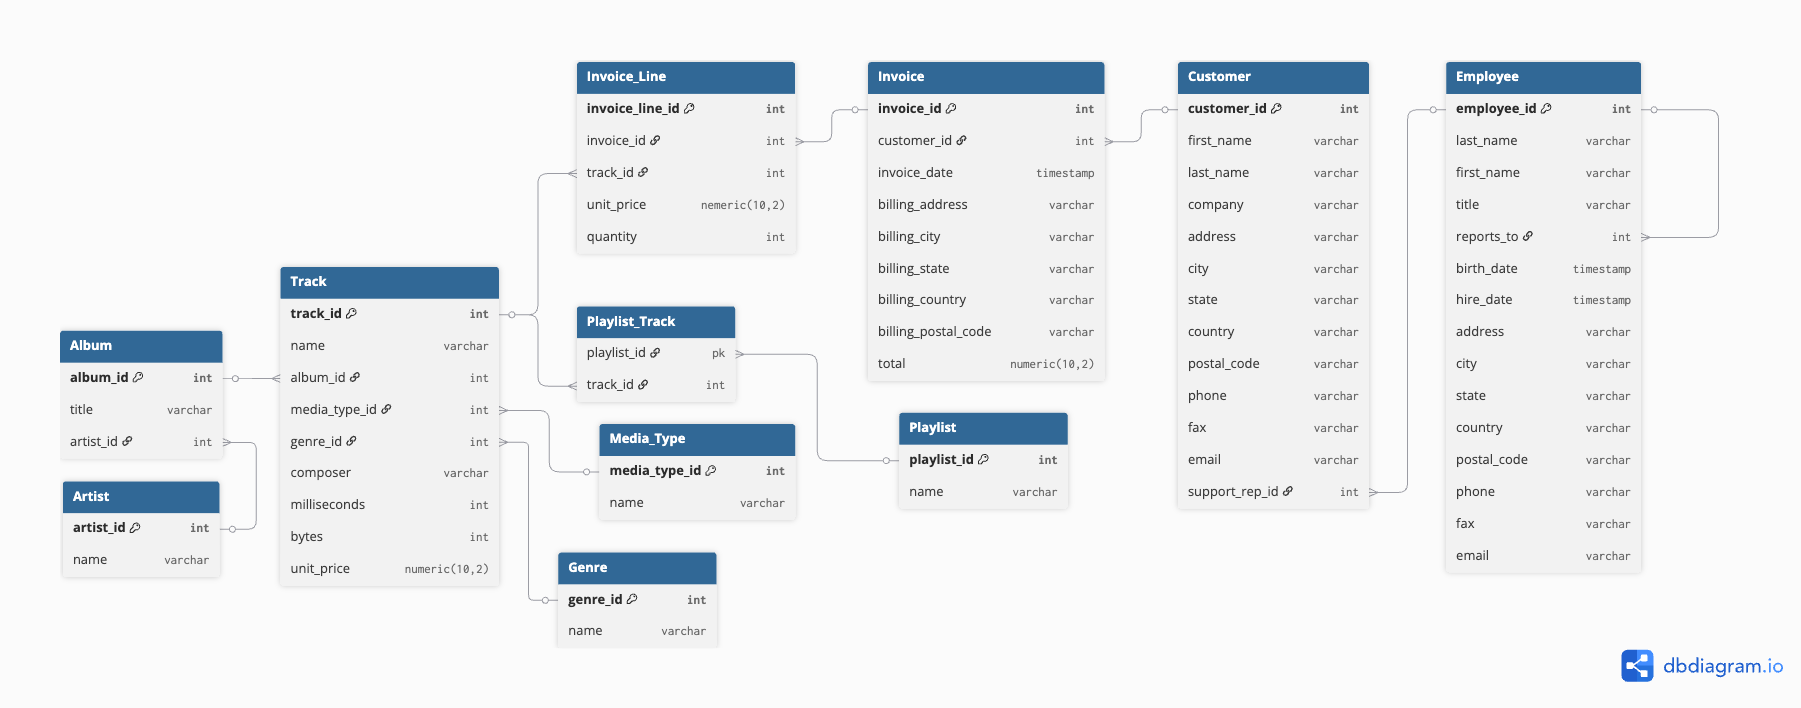 Invoice_Line
invoice_line_id int
invoice_id int
track_id int
unit_price nemeric(10,2)
quantity int
Invoice
invoice_id int
customer_id int
invoice_date timestamp
billing_address varchar
billing_city varchar
billing_state varchar
billing_country varchar
billing_postal_code varchar
total numeric(10,2)
Customer
customer_id int
first_name varchar
last_name varchar
company varchar
address varchar
city varchar
state varchar
country varchar
postal_code varchar
phone varchar
fax varchar
email varchar
support_rep_id int
Employee
employee_id int
last_name varchar
first_name varchar
title varchar
reports_to int
birth_date timestamp
hire_date timestamp
address varchar
city varchar
state varchar
country varchar
postal_code varchar
phone varchar
fax varchar
email varchar
Track
track_id int
name varchar
album_id int
media_type_id int
genre_id int
composer varchar
milliseconds int
bytes int
unit_price numeric(10,2)
Playlist_Track
playlist_id pk
track_id int
Album
album_id int
title varchar
artist_id int
Artist
artist_id int
name varchar
Media_Type
media_type_id int
name varchar
Playlist
playlist_id int
name varchar
Genre
genre_id int
name varchar
dbdiagram.io